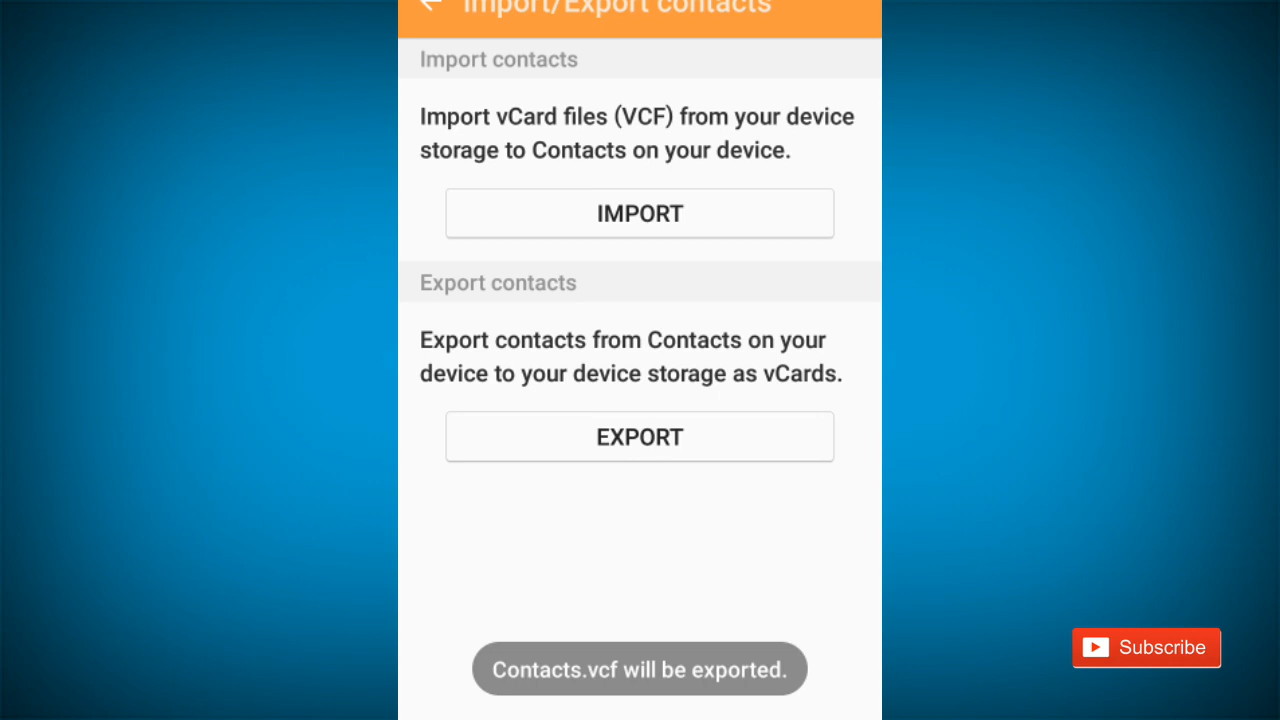 Import/Export contacts
Import contacts
Import vCard files (VCF) from your device
storage to Contacts on your device.
IMPORT
Export contacts
Export contacts from Contacts on your
device to your device storage as vCards.
EXPORT
Subscribe
Contacts.vcf will be exported.